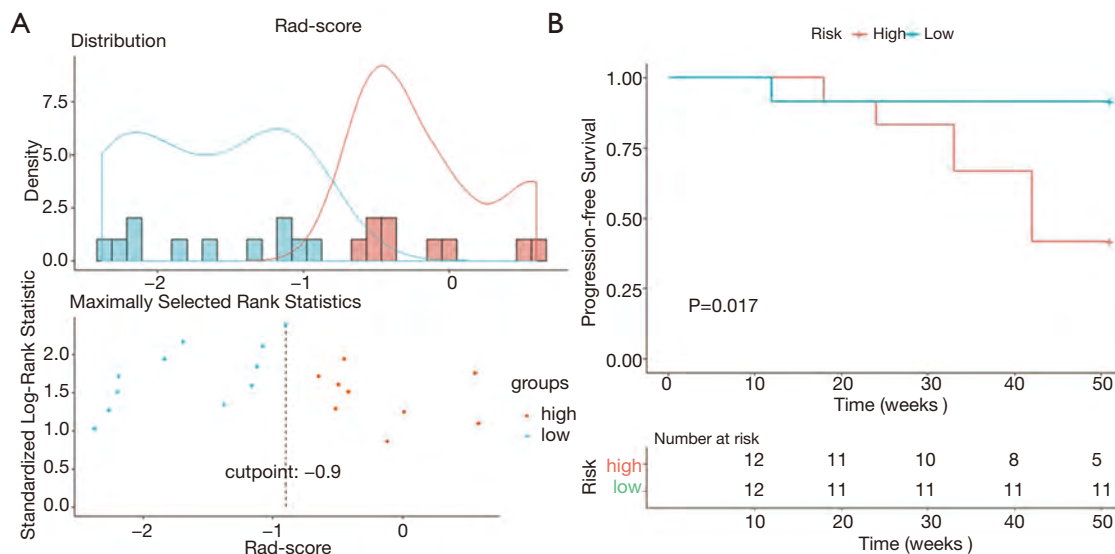 A
Rad-score
Distribution
Density
7.5
5.0
2.5
0.0
−2
−1
0
Maximally Selected Rank Statistics
Standardized Log-Rank Statistic
2.0
1.5
1.0
0.5
0.0
cutpoint: −0.9
−2
−1
0
Rad-score
groups
high
low
B
Risk High Low
Progression-free Survival
1.00
0.75
0.50
0.25
0.00
P=0.017
0 10 20 30 40 50
Time (weeks )
Number at risk
Risk
high 12 11 10 8 5
low 12 11 11 11 11
10 20 30 40 50
Time (weeks )